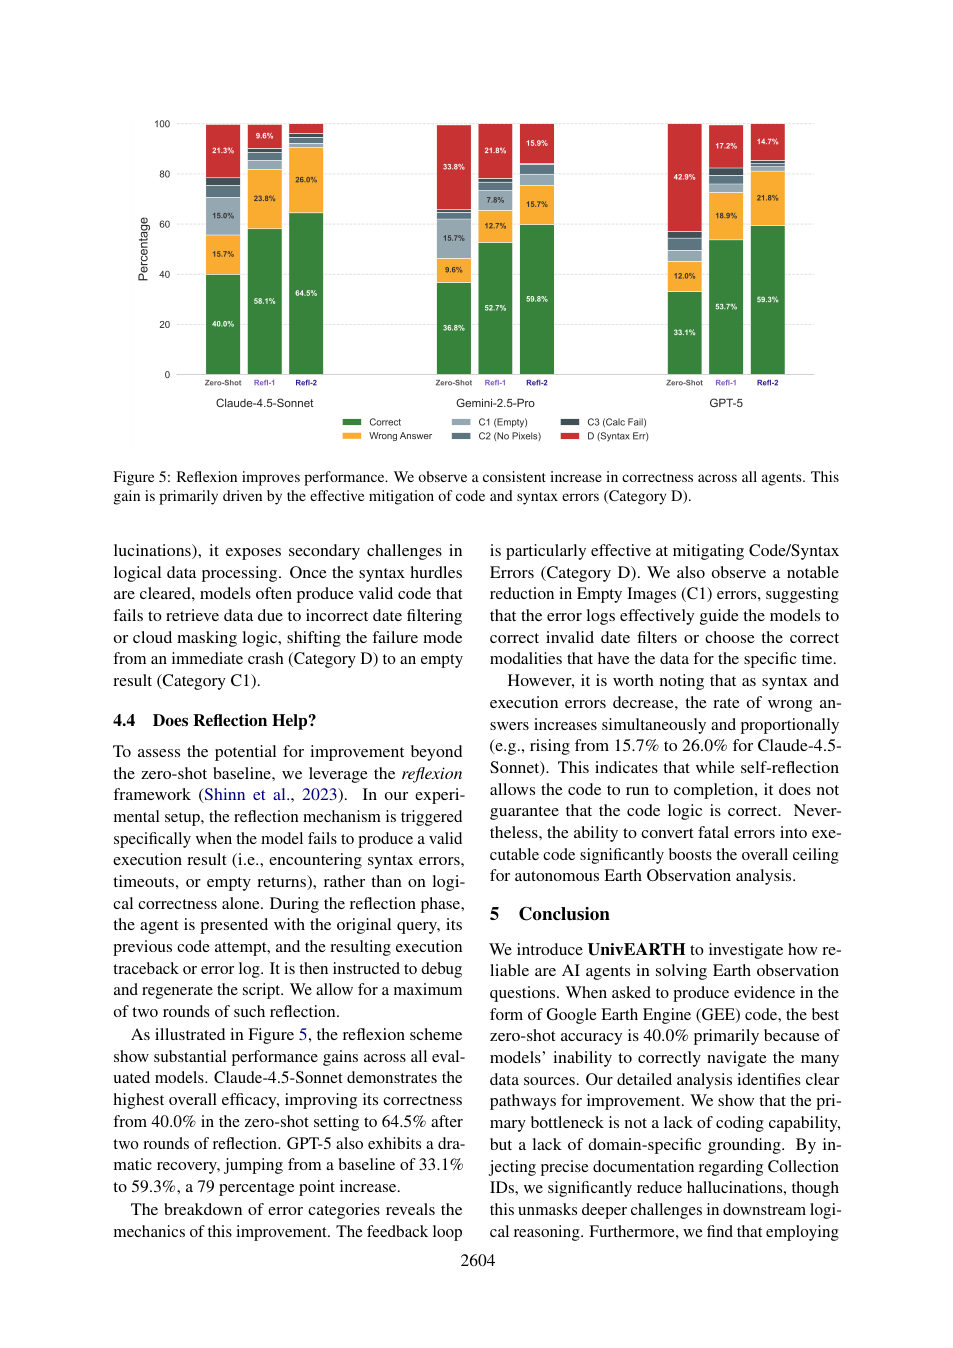 100
80
60
40
20
0
Percentage
21.3%
15.0%
15.7%
40.0%
9.6%
23.8%
58.1%
26.0%
64.5%
33.8%
15.7%
9.6%
36.8%
21.8%
7.8%
12.7%
52.7%
15.9%
15.7%
59.8%
42.9%
12.0%
33.1%
17.2%
18.9%
53.7%
14.7%
21.8%
59.3%
Zero-Shot Refl-1 Refl-2
Zero-Shot Refl-1 Refl-2
Zero-Shot Refl-1 Refl-2
Claude-4.5-Sonnet
Gemini-2.5-Pro
GPT-5
Correct
Wrong Answer
C1 (Empty)
C2 (No Pixels)
C3 (Calc Fail)
D (Syntax Err)
Figure 5: Reflexion improves performance. We observe a consistent increase in correctness across all agents. This
gain is primarily driven by the effective mitigation of code and syntax errors (Category D).
lucinations), it exposes secondary challenges in
logical data processing. Once the syntax hurdles
are cleared, models often produce valid code that
fails to retrieve data due to incorrect date filtering
or cloud masking logic, shifting the failure mode
from an immediate crash (Category D) to an empty
result (Category C1).
4.4 Does Reflection Help?
To assess the potential for improvement beyond
the zero-shot baseline, we leverage the reflexion
framework (Shinn et al., 2023). In our experi-
mental setup, the reflection mechanism is triggered
specifically when the model fails to produce a valid
execution result (i.e., encountering syntax errors,
timeouts, or empty returns), rather than on logi-
cal correctness alone. During the reflection phase,
the agent is presented with the original query, its
previous code attempt, and the resulting execution
traceback or error log. It is then instructed to debug
and regenerate the script. We allow for a maximum
of two rounds of such reflection.
As illustrated in Figure 5, the reflexion scheme
show substantial performance gains across all eval-
uated models. Claude-4.5-Sonnet demonstrates the
highest overall efficacy, improving its correctness
from 40.0% in the zero-shot setting to 64.5% after
two rounds of reflection. GPT-5 also exhibits a dra-
matic recovery, jumping from a baseline of 33.1%
to 59.3%, a 79 percentage point increase.
The breakdown of error categories reveals the
mechanics of this improvement. The feedback loop
is particularly effective at mitigating Code/Syntax
Errors (Category D). We also observe a notable
reduction in Empty Images (C1) errors, suggesting
that the error logs effectively guide the models to
correct invalid date filters or choose the correct
modalities that have the data for the specific time.
However, it is worth noting that as syntax and
execution errors decrease, the rate of wrong an-
swers increases simultaneously and proportionally
(e.g., rising from 15.7% to 26.0% for Claude-4.5-
Sonnet). This indicates that while self-reflection
allows the code to run to completion, it does not
guarantee that the code logic is correct. Never-
theless, the ability to convert fatal errors into exe-
cutable code significantly boosts the overall ceiling
for autonomous Earth Observation analysis.
5 Conclusion
We introduce UnivEARTH to investigate how re-
liable are AI agents in solving Earth observation
questions. When asked to produce evidence in the
form of Google Earth Engine (GEE) code, the best
zero-shot accuracy is 40.0% primarily because of
models' inability to correctly navigate the many
data sources. Our detailed analysis identifies clear
pathways for improvement. We show that the pri-
mary bottleneck is not a lack of coding capability,
but a lack of domain-specific grounding. By in-
jecting precise documentation regarding Collection
IDs, we significantly reduce hallucinations, though
this unmasks deeper challenges in downstream logi-
cal reasoning. Furthermore, we find that employing
2604